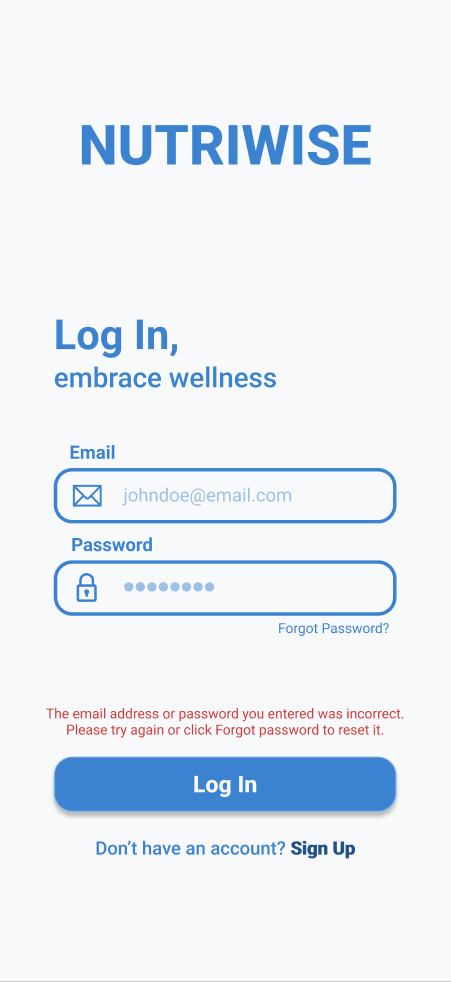 NUTRIWISE
Log In,
embrace wellness
Email
johndoe@email.com
Password
••••••••
Forgot Password?
The email address or password you entered was incorrect.
Please try again or click Forgot password to reset it.
Log In
Don't have an account? Sign Up